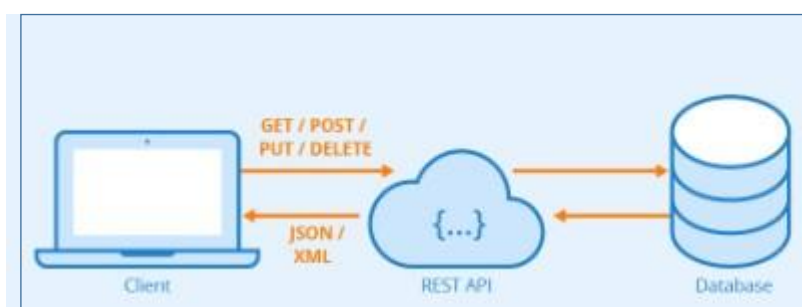 GET / POST /
PUT / DELETE
{...}
JSON /
XML
Client
REST API
Database